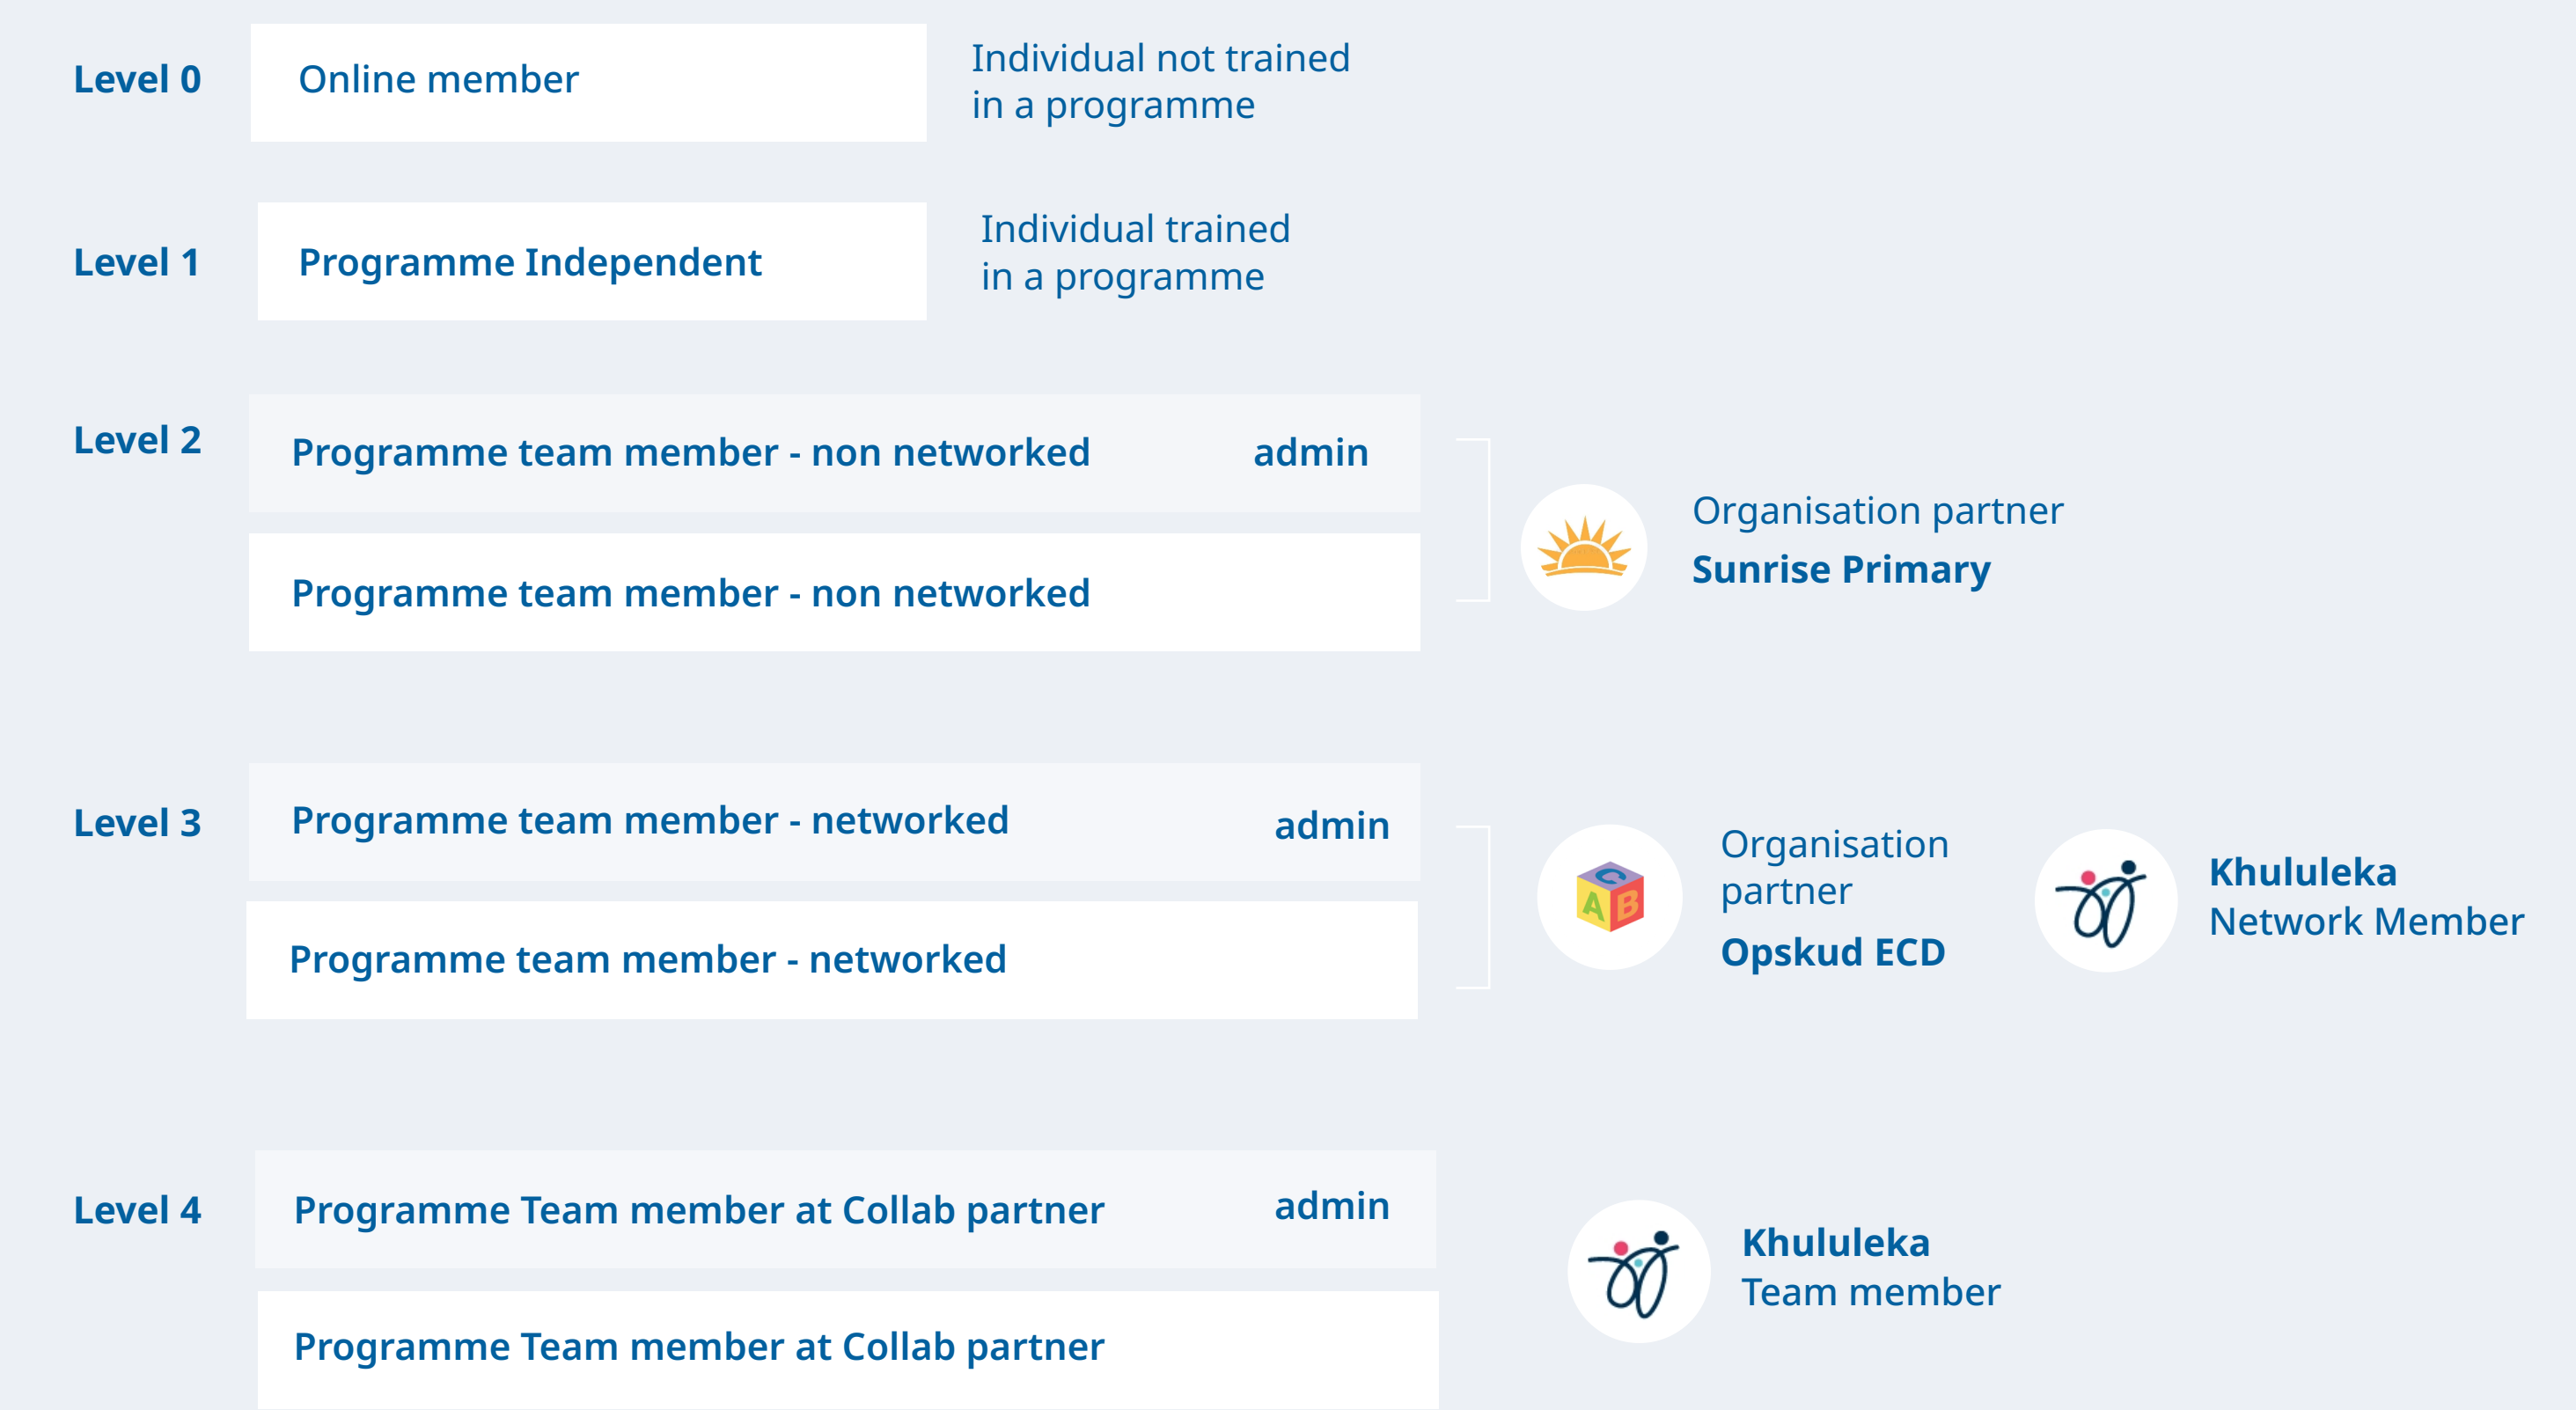 Level 0
Online member
Individual not trained
in a programme
Level 1
Programme Independent
Individual trained
in a programme
Level 2
Programme team member - non networked
admin
Programme team member - non networked
Organisation partner
Sunrise Primary
Level 3
Programme team member - networked
admin
Programme team member - networked
C
A B
Organisation
partner
Opskud ECD
Khululeka
Network Member
Level 4
Programme Team member at Collab partner
admin
Programme Team member at Collab partner
Khululeka
Team member